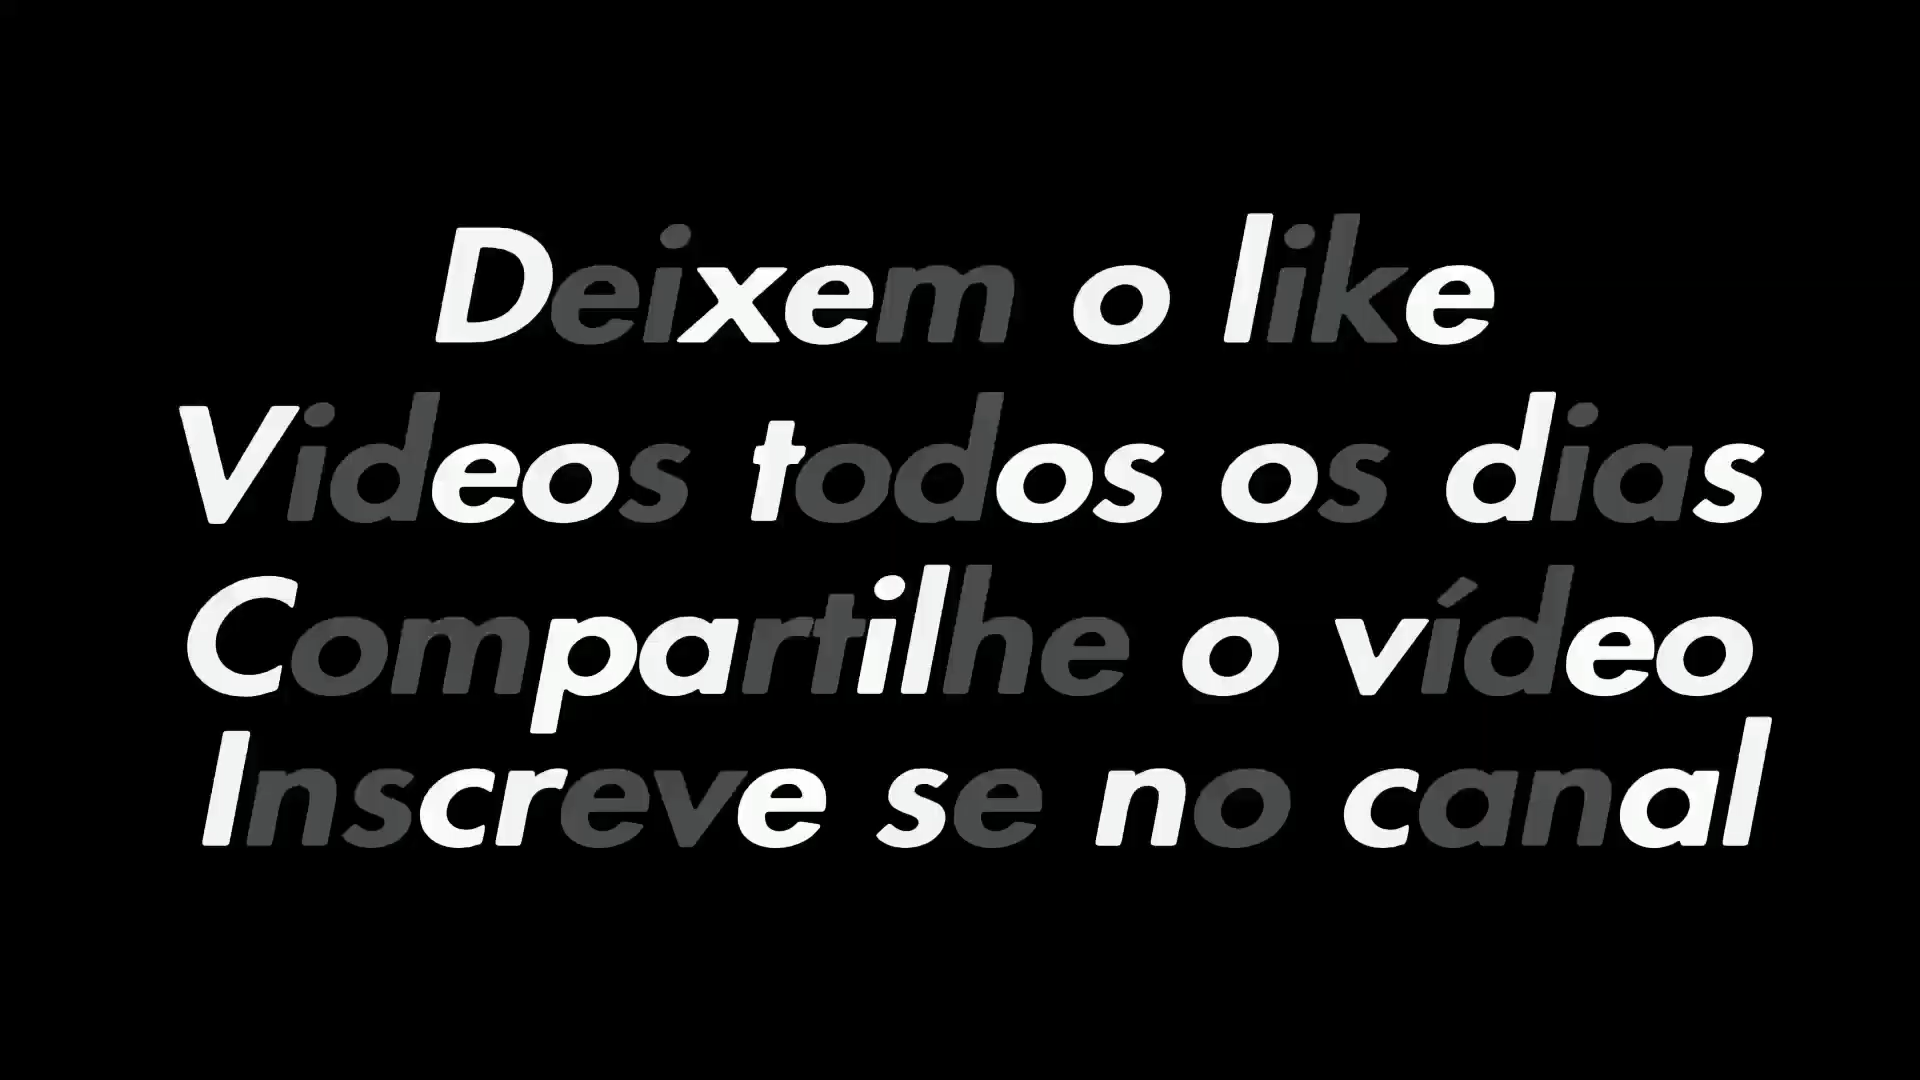 Deixem o like
Videos todos os dias
Compartilhe o vídeo
Inscreve se no canal